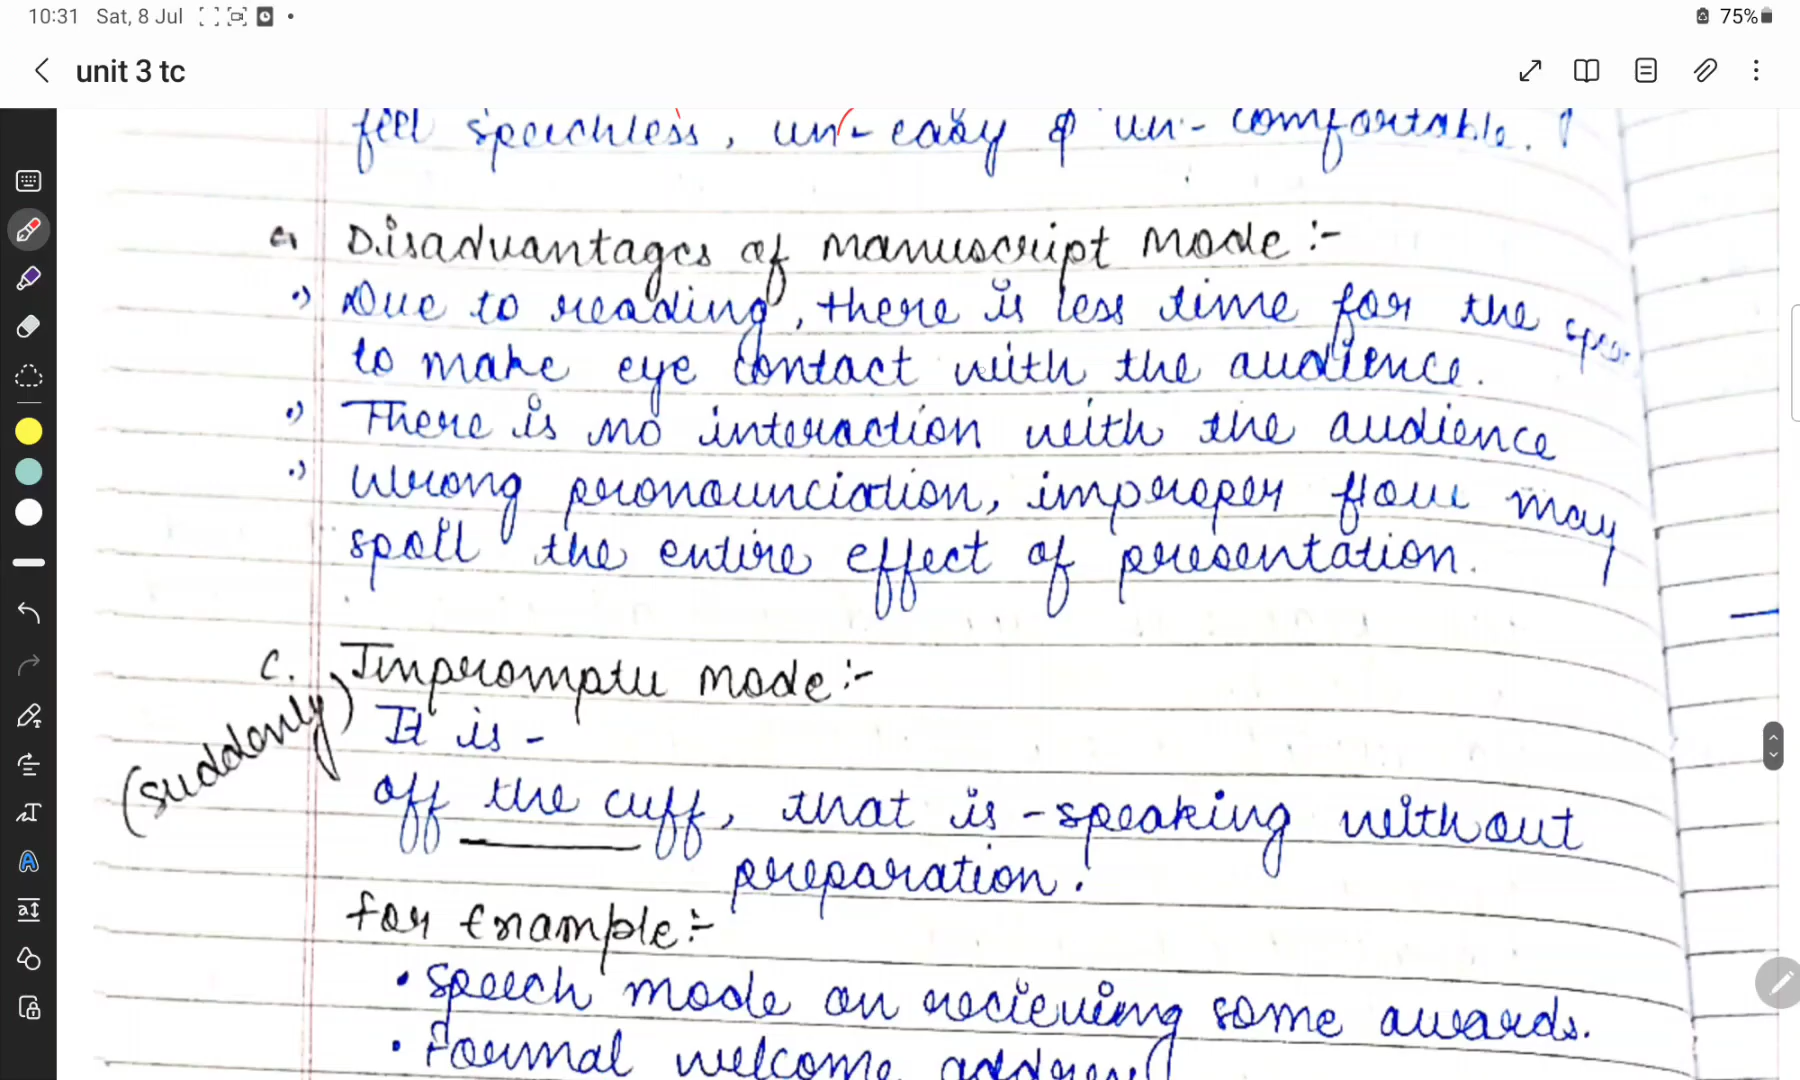 10:31 Sat, 8 Jul 75%
unit 3 tc
feel speechless, un-easy & un-comfortable.
Disadvantages of manuscript mode :-
Due to reading, there is less time for the
to make eye contact with the audience.
There is no interaction with the audience
Wrong pronounciation, improper flow may
spoil the entire effect of presentation.
C. Impromptu mode :-
(suddenly)
It is -
off the cuff, that is - speaking without
preparation.
for Example :-
• Speech mode on recieving some awards.
• Formal welcome address